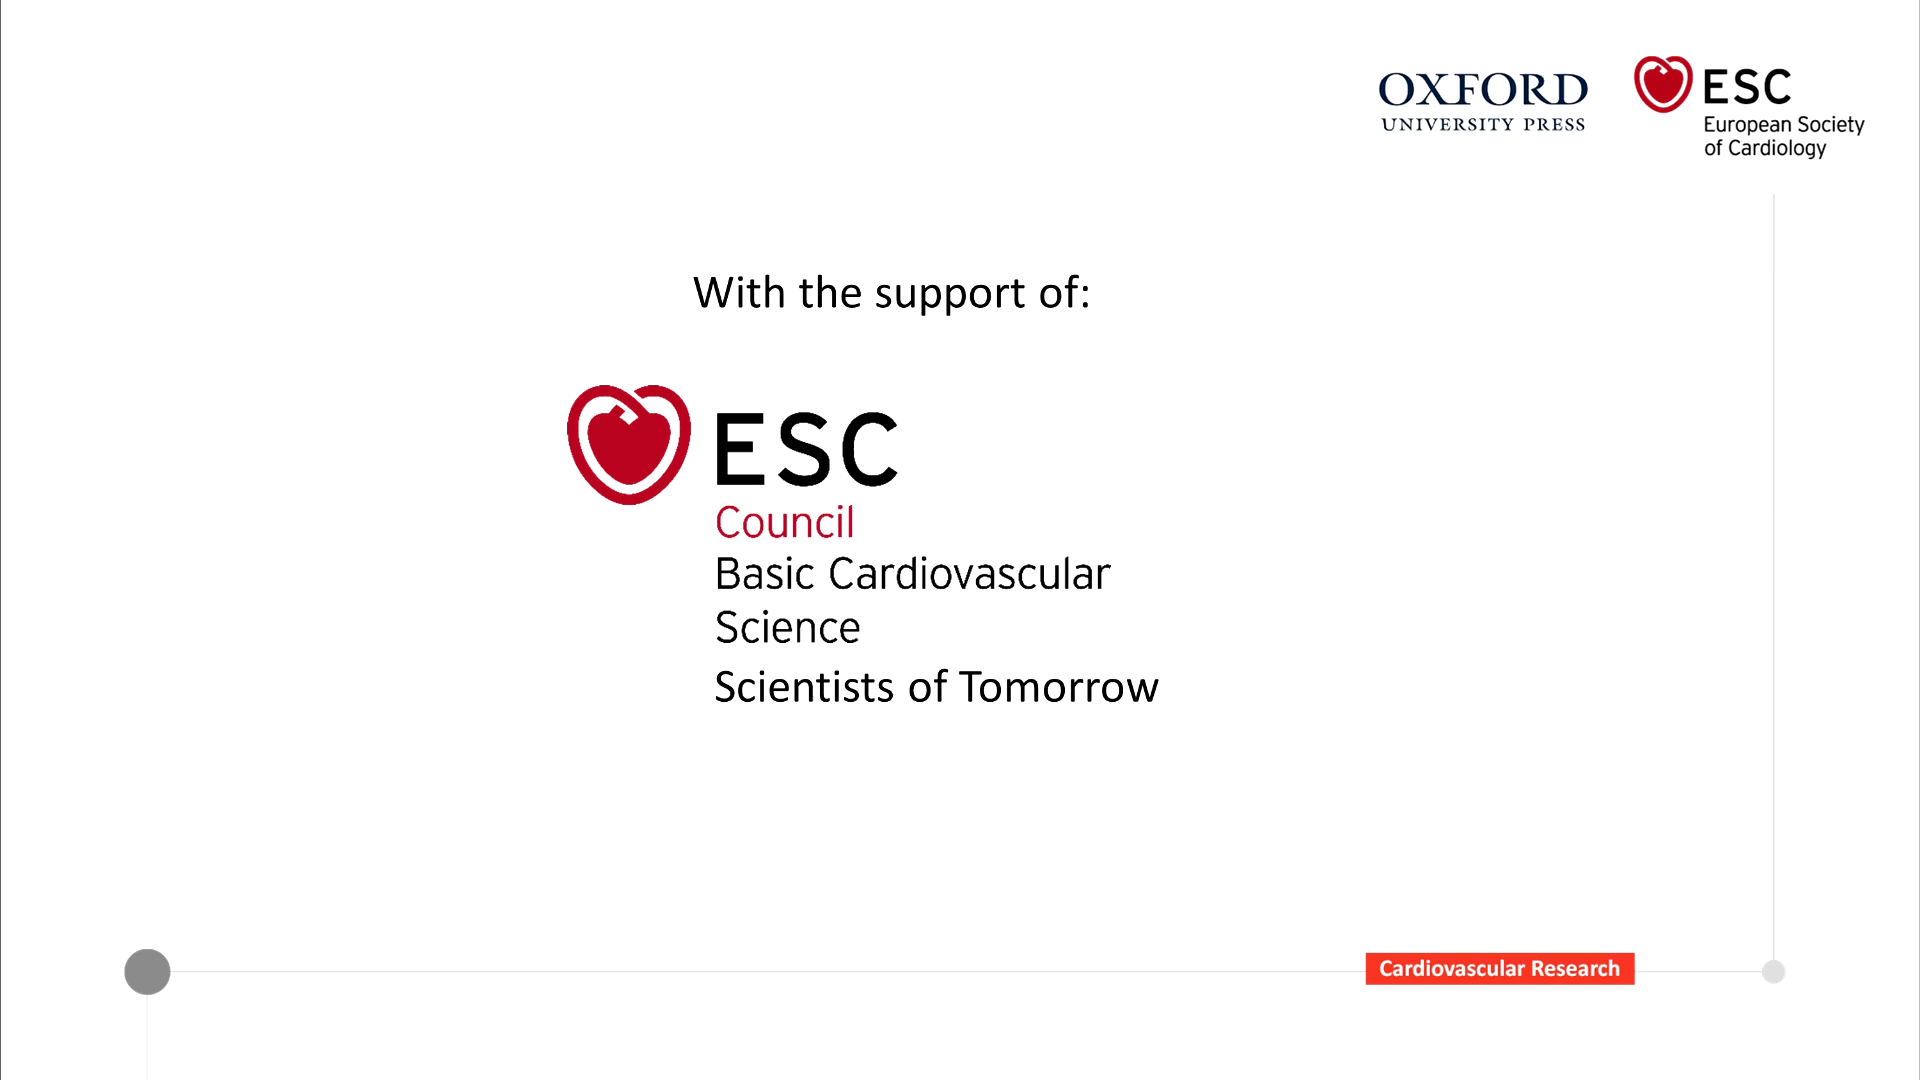 OXFORD
UNIVERSITY PRESS
ESC
European Society
of Cardiology
With the support of:
ESC
Council
Basic Cardiovascular
Science
Scientists of Tomorrow
Cardiovascular Research